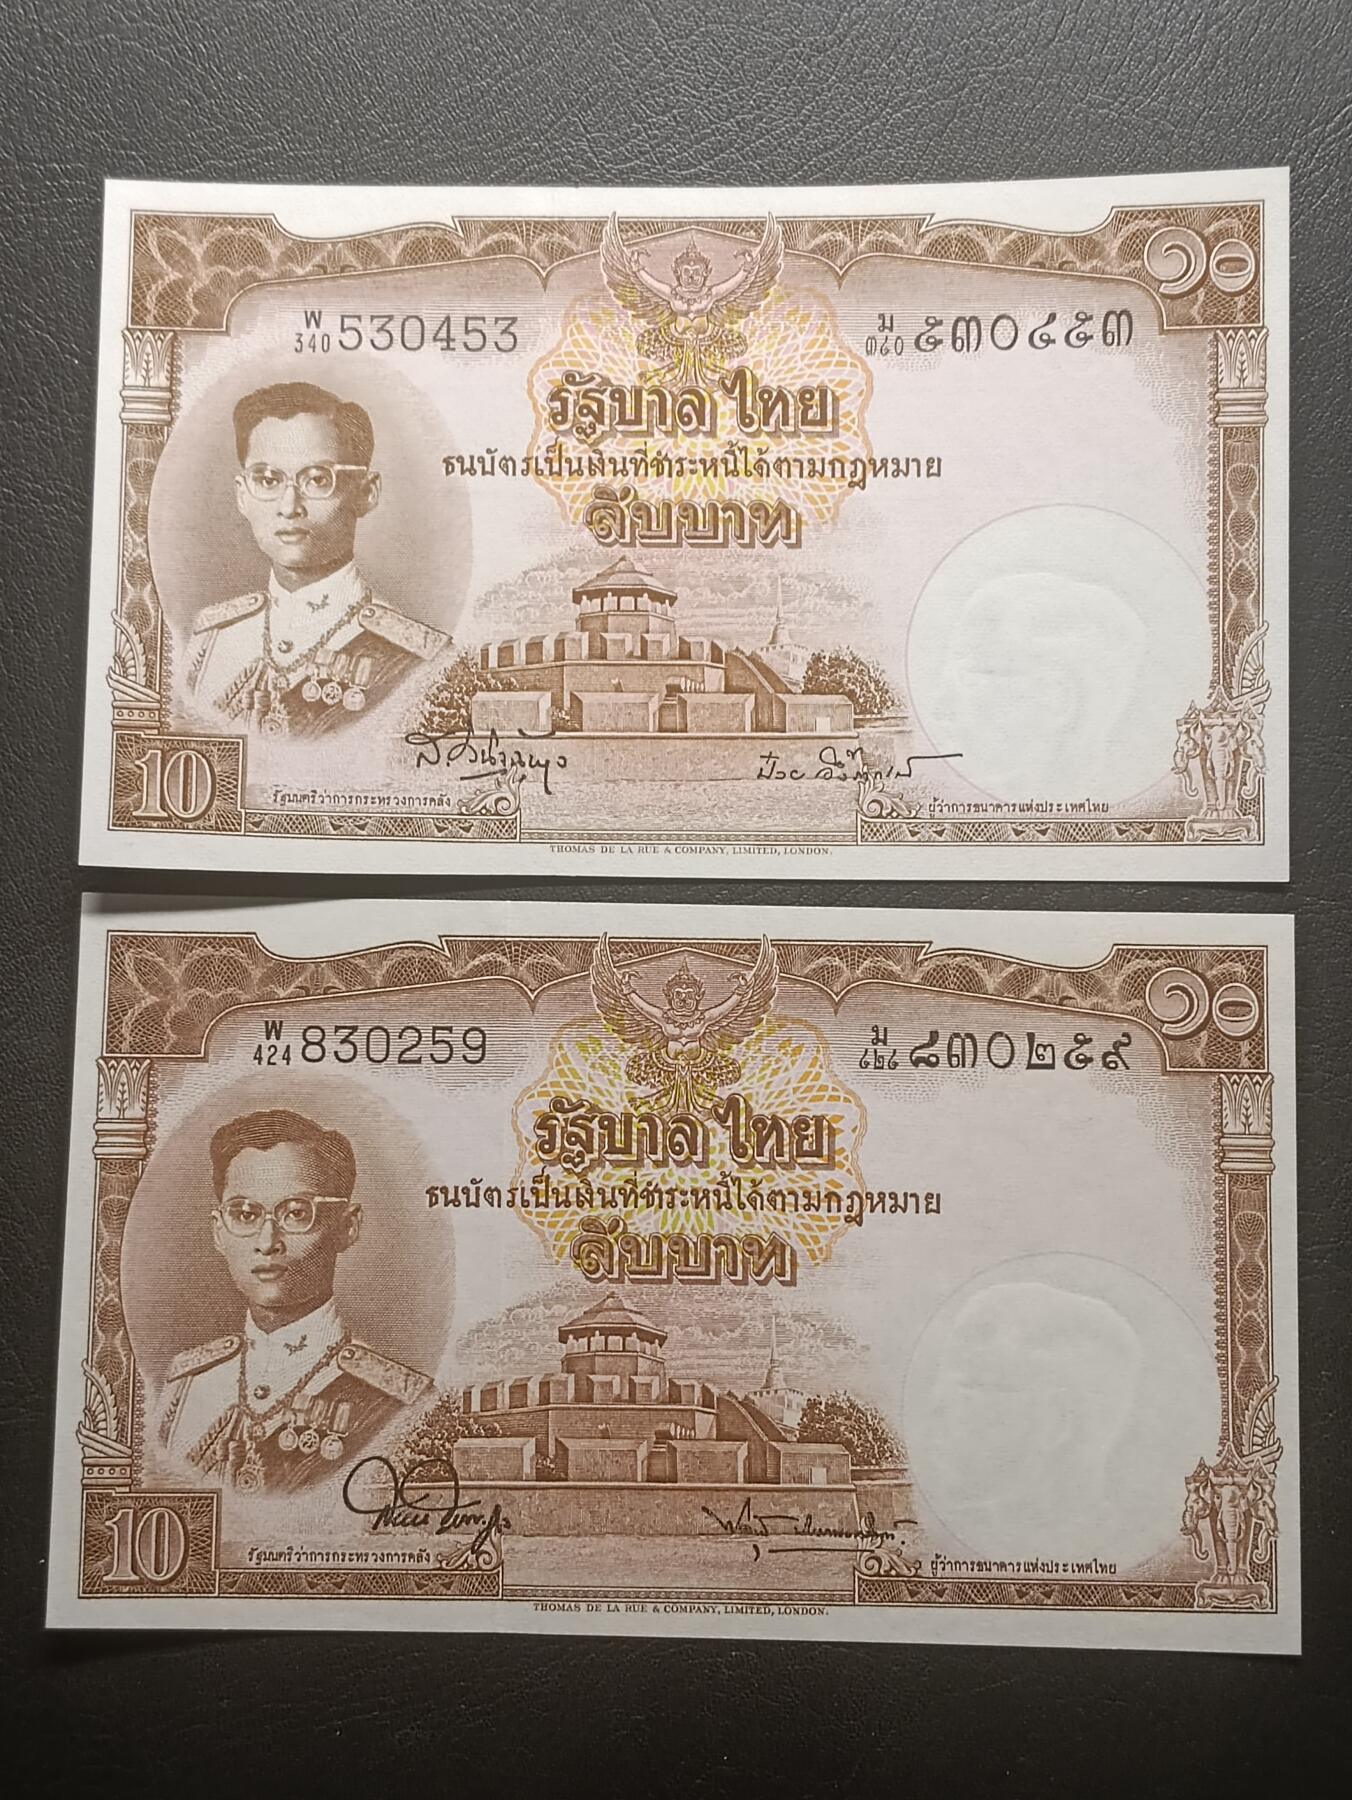 ๑๐
W
340 530453
ม
๓๔๐ ๕๓๐๔๕๓
รัฐบาลไทย
ธนบัตรเป็นเงินที่ชำระหนี้ได้ตามกฎหมาย
สิบบาท
10
รัฐมนตรีว่าการกระทรวงการคลัง
ผู้ว่าการธนาคารแห่งประเทศไทย
THOMAS DE LA RUE & COMPANY, LIMITED, LONDON.
๑๐
W
424 830259
ม
๔๒๔ ๘๓๐๒๕๙
รัฐบาลไทย
ธนบัตรเป็นเงินที่ชำระหนี้ได้ตามกฎหมาย
สิบบาท
10
รัฐมนตรีว่าการกระทรวงการคลัง
ผู้ว่าการธนาคารแห่งประเทศไทย
THOMAS DE LA RUE & COMPANY, LIMITED, LONDON.